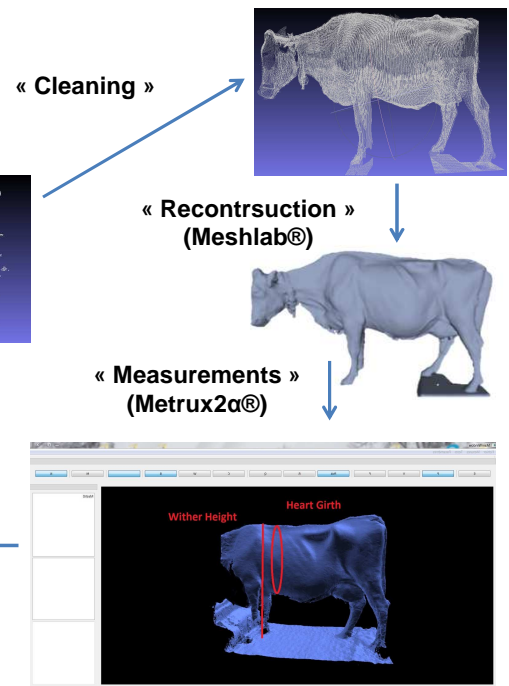 « Cleaning »
« Recontrsuction »
(Meshlab®)
« Measurements »
(Metrux2α®)
Wither Height
Heart Girth